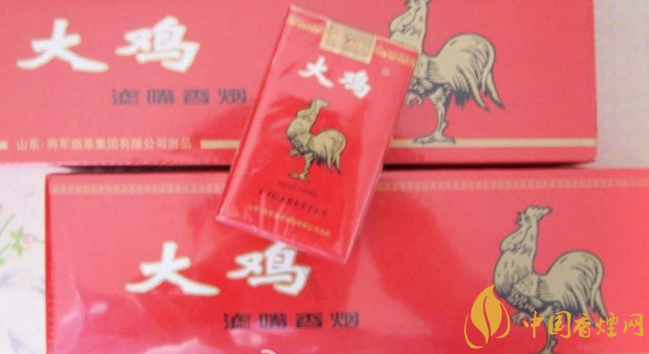 大鸡
滤嘴香烟
山东·将军烟草集团有限公司出品
大鸡
大鸡
滤嘴香烟
中国香烟网